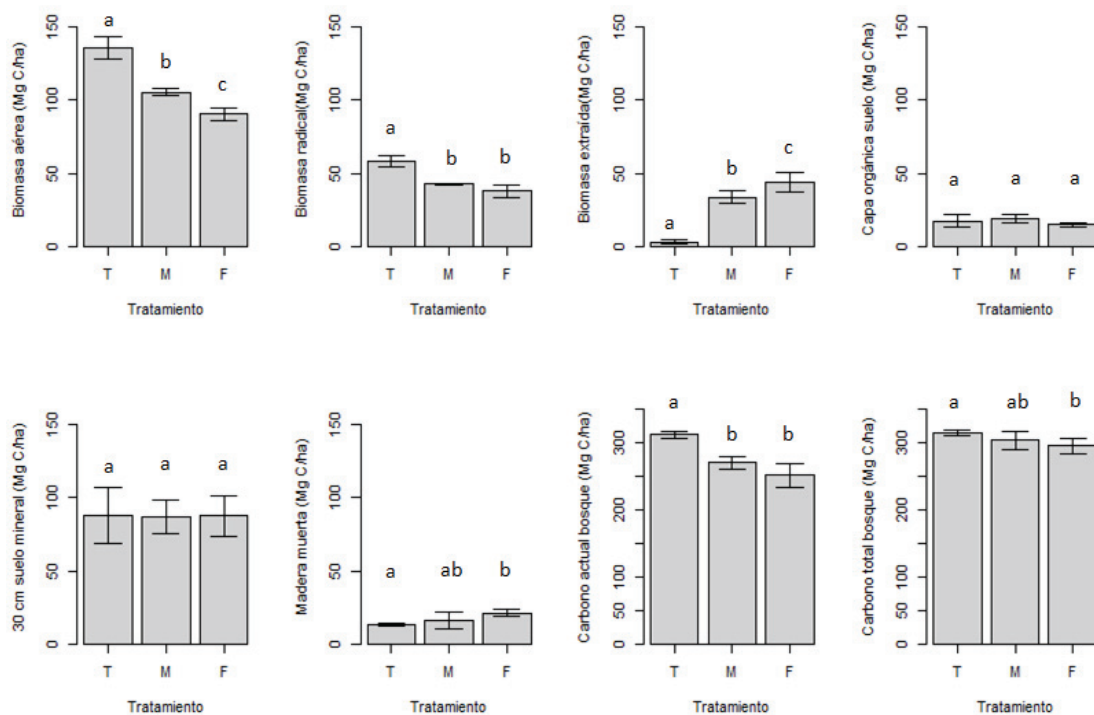 Biomasa aérea (Mg C/ha)
0 50 100 150
a
b
c
T M F
Tratamiento
Biomasa radical(Mg C/ha)
0 50 100 150
a
b
b
T M F
Tratamiento
Biomasa extraída(Mg C/ha)
0 50 100 150
a
b
c
T M F
Tratamiento
Capa orgánica suelo (Mg C/ha)
0 50 100 150
a a a
T M F
Tratamiento
30 cm suelo mineral (Mg C/ha)
0 50 100 150
a a a
T M F
Tratamiento
Madera muerta (Mg C/ha)
0 50 100 150
a ab b
T M F
Tratamiento
Carbono actual bosque (Mg C/ha)
0 50 100 200 300
a
b b
T M F
Tratamiento
Carbono total bosque (Mg C/ha)
0 50 100 200 300
a ab b
T M F
Tratamiento